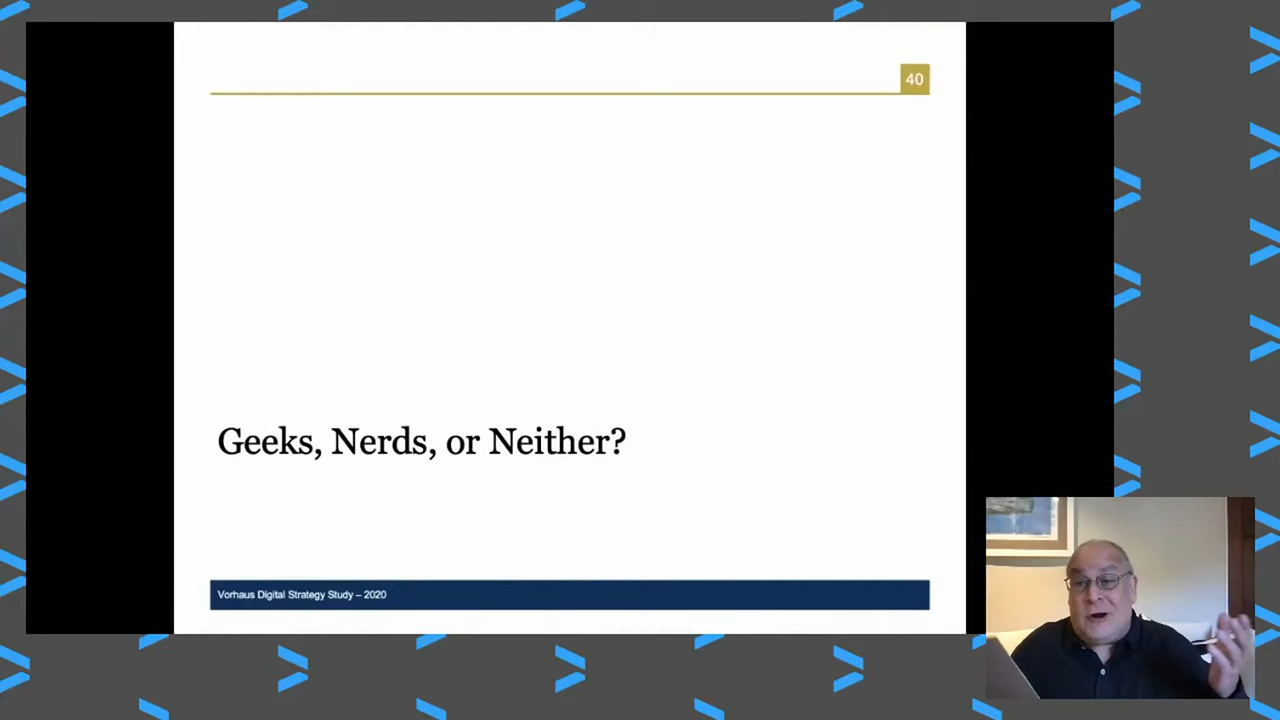 40
Geeks, Nerds, or Neither?
Vorhaus Digital Strategy Study – 2020